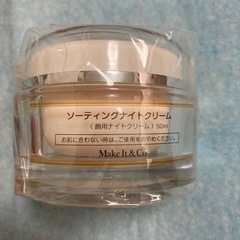 ソーティングナイトクリーム
（顔用ナイトクリーム）50ml
お肌に合わない時は、ご使用をおやめください。
Make It & Co